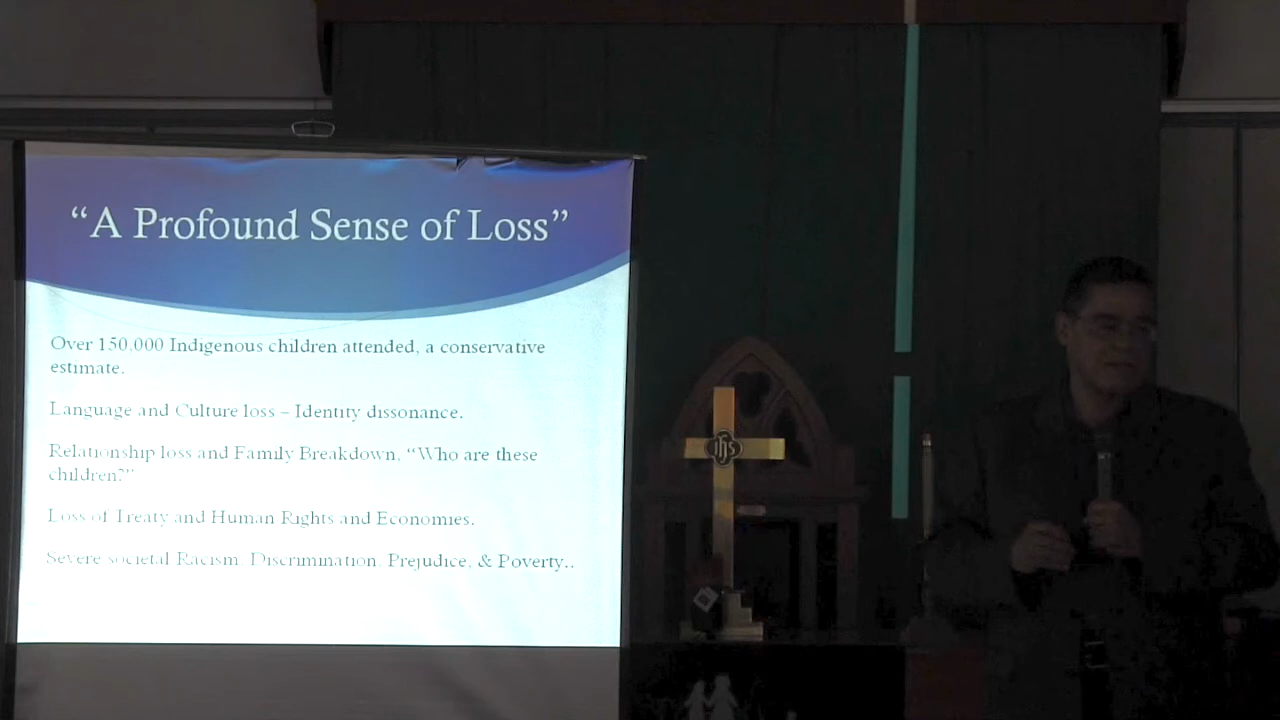 “A Profound Sense of Loss”
Over 150,000 Indigenous children attended, a conservative
estimate.
Language and Culture loss – Identity dissonance.
Relationship loss and Family Breakdown, “Who are these
children?”
Loss of Treaty and Human Rights and Economies.
Severe societal Racism, Discrimination, Prejudice, & Poverty..
IHS